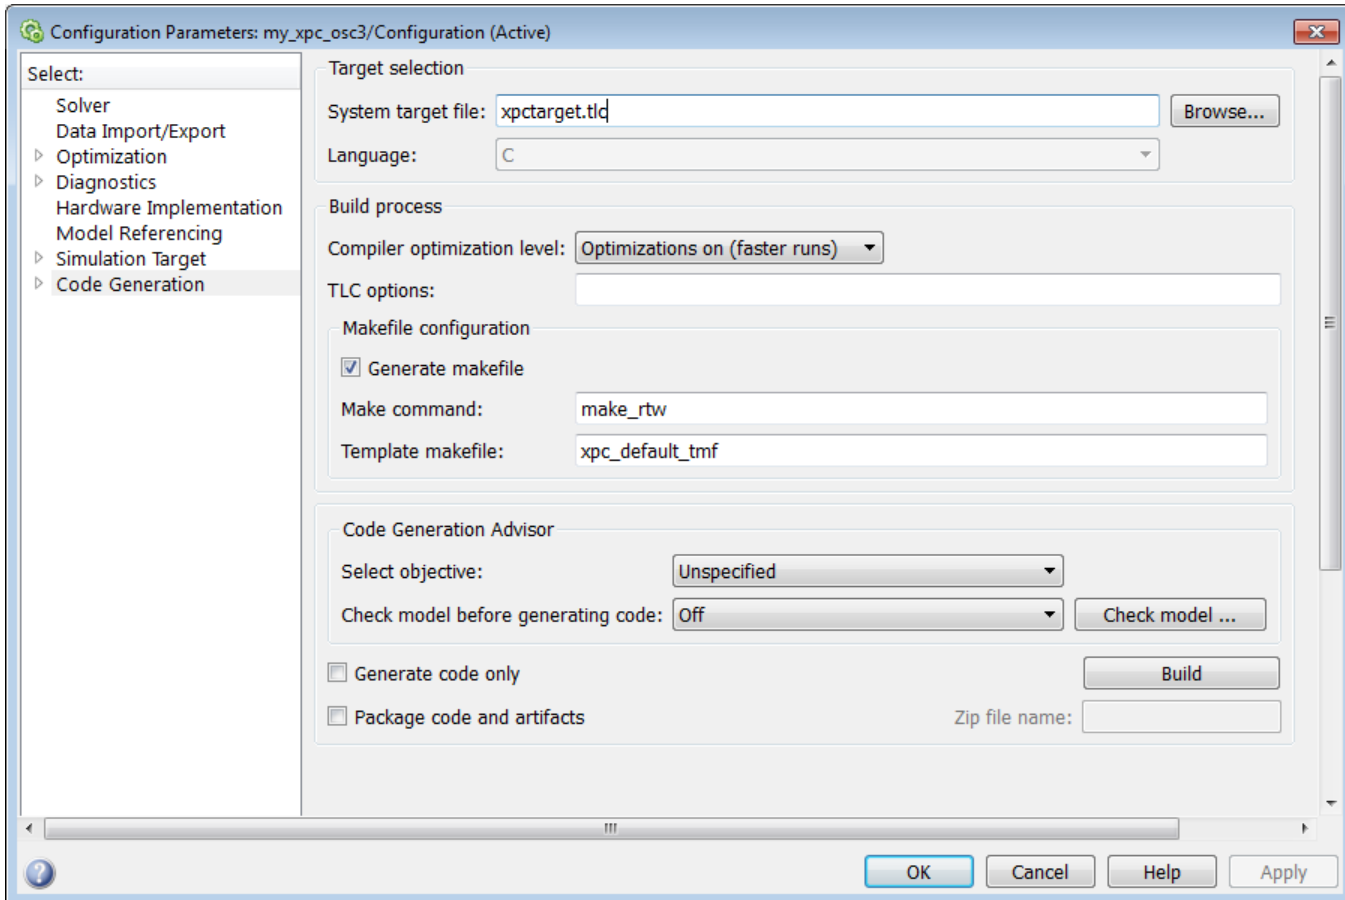 Configuration Parameters: my_xpc_osc3/Configuration (Active)
Select:
Solver
Data Import/Export
Optimization
Diagnostics
Hardware Implementation
Model Referencing
Simulation Target
Code Generation
Target selection
System target file: xpctarget.tlc Browse...
Language: C
Build process
Compiler optimization level: Optimizations on (faster runs)
TLC options:
Makefile configuration
Generate makefile
Make command: make_rtw
Template makefile: xpc_default_tmf
Code Generation Advisor
Select objective: Unspecified
Check model before generating code: Off Check model ...
Generate code only Build
Package code and artifacts Zip file name:
OK Cancel Help Apply